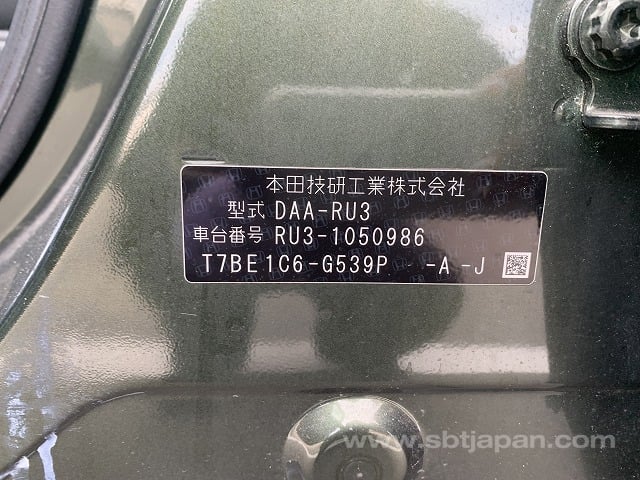 本田技研工業株式会社
型式 DAA-RU3
車台番号 RU3-1050986
T7BE1C6-G539P - -A-J
www.sbtjapan.com